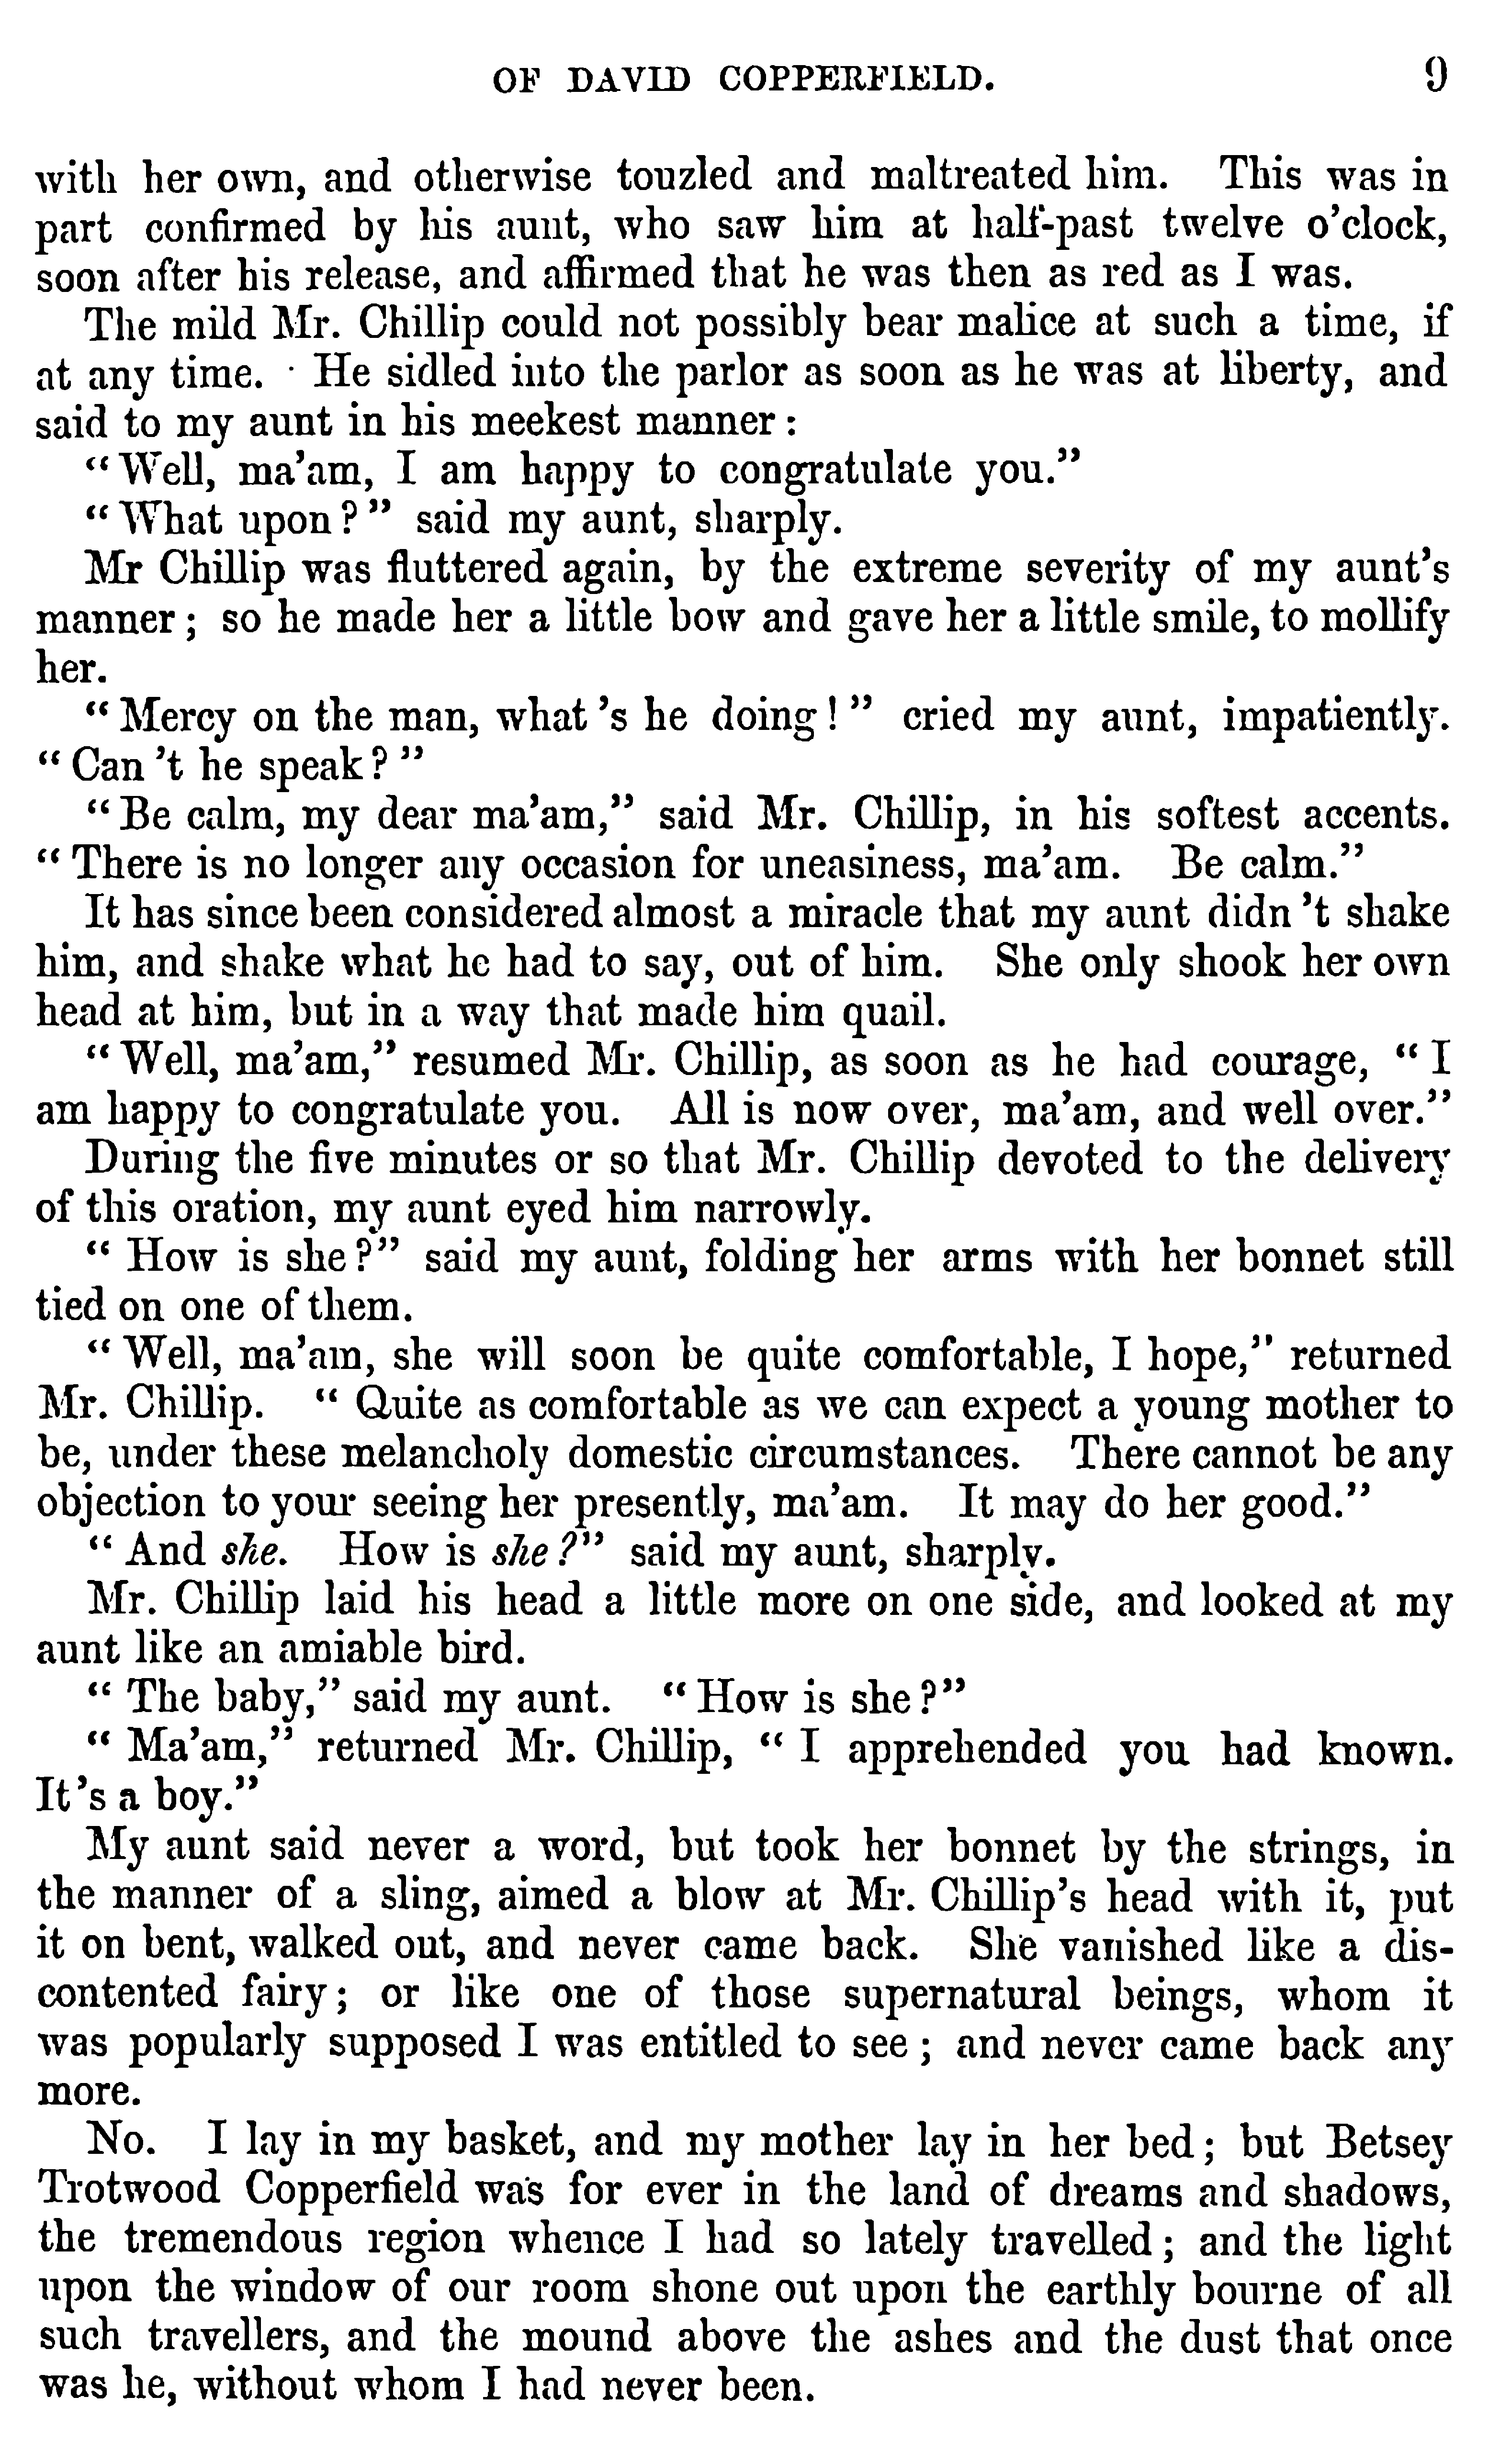 OF DAVID COPPERFIELD. 9
with her own, and otherwise touzled and maltreated him. This was in
part confirmed by his aunt, who saw him at half-past twelve o'clock,
soon after his release, and affirmed that he was then as red as I was.
The mild Mr. Chillip could not possibly bear malice at such a time, if
at any time. He sidled into the parlor as soon as he was at liberty, and
said to my aunt in his meekest manner :
“ Well, ma'am, I am happy to congratulate you.”
“ What upon ? ” said my aunt, sharply.
Mr Chillip was fluttered again, by the extreme severity of my aunt's
manner ; so he made her a little bow and gave her a little smile, to mollify
her.
“ Mercy on the man, what 's he doing ! ” cried my aunt, impatiently.
“ Can 't he speak ? ”
“ Be calm, my dear ma'am,” said Mr. Chillip, in his softest accents.
“ There is no longer any occasion for uneasiness, ma'am. Be calm.”
It has since been considered almost a miracle that my aunt didn 't shake
him, and shake what he had to say, out of him. She only shook her own
head at him, but in a way that made him quail.
“ Well, ma'am,” resumed Mr. Chillip, as soon as he had courage, “ I
am happy to congratulate you. All is now over, ma'am, and well over.”
During the five minutes or so that Mr. Chillip devoted to the delivery
of this oration, my aunt eyed him narrowly.
“ How is she ?” said my aunt, folding her arms with her bonnet still
tied on one of them.
“ Well, ma'am, she will soon be quite comfortable, I hope,” returned
Mr. Chillip. “ Quite as comfortable as we can expect a young mother to
be, under these melancholy domestic circumstances. There cannot be any
objection to your seeing her presently, ma'am. It may do her good.”
“ And she. How is she ?” said my aunt, sharply.
Mr. Chillip laid his head a little more on one side, and looked at my
aunt like an amiable bird.
“ The baby,” said my aunt. “ How is she ?”
“ Ma'am,” returned Mr. Chillip, “ I apprehended you had known.
It 's a boy.”
My aunt said never a word, but took her bonnet by the strings, in
the manner of a sling, aimed a blow at Mr. Chillip's head with it, put
it on bent, walked out, and never came back. She vanished like a dis-
contented fairy ; or like one of those supernatural beings, whom it
was popularly supposed I was entitled to see ; and never came back any
more.
No. I lay in my basket, and my mother lay in her bed ; but Betsey
Trotwood Copperfield was for ever in the land of dreams and shadows,
the tremendous region whence I had so lately travelled ; and the light
upon the window of our room shone out upon the earthly bourne of all
such travellers, and the mound above the ashes and the dust that once
was he, without whom I had never been.